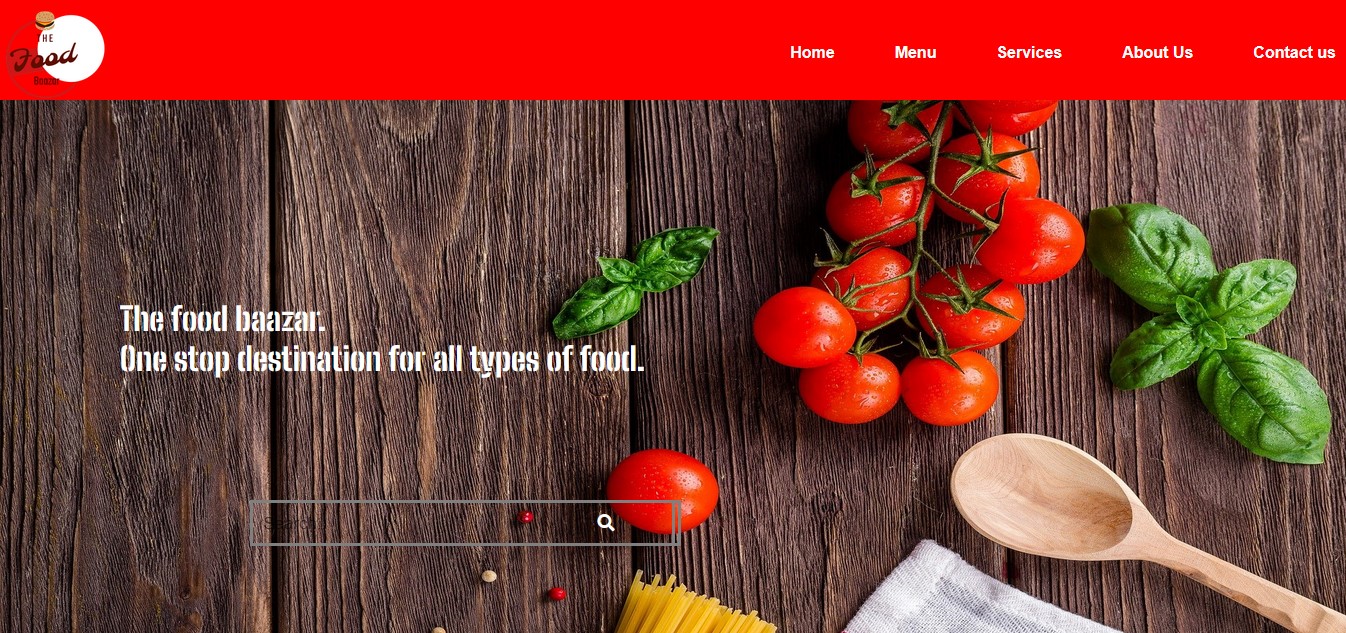 THE
Food
Baazar
Home
Menu
Services
About Us
Contact us
The food baazar.
One stop destination for all types of food.